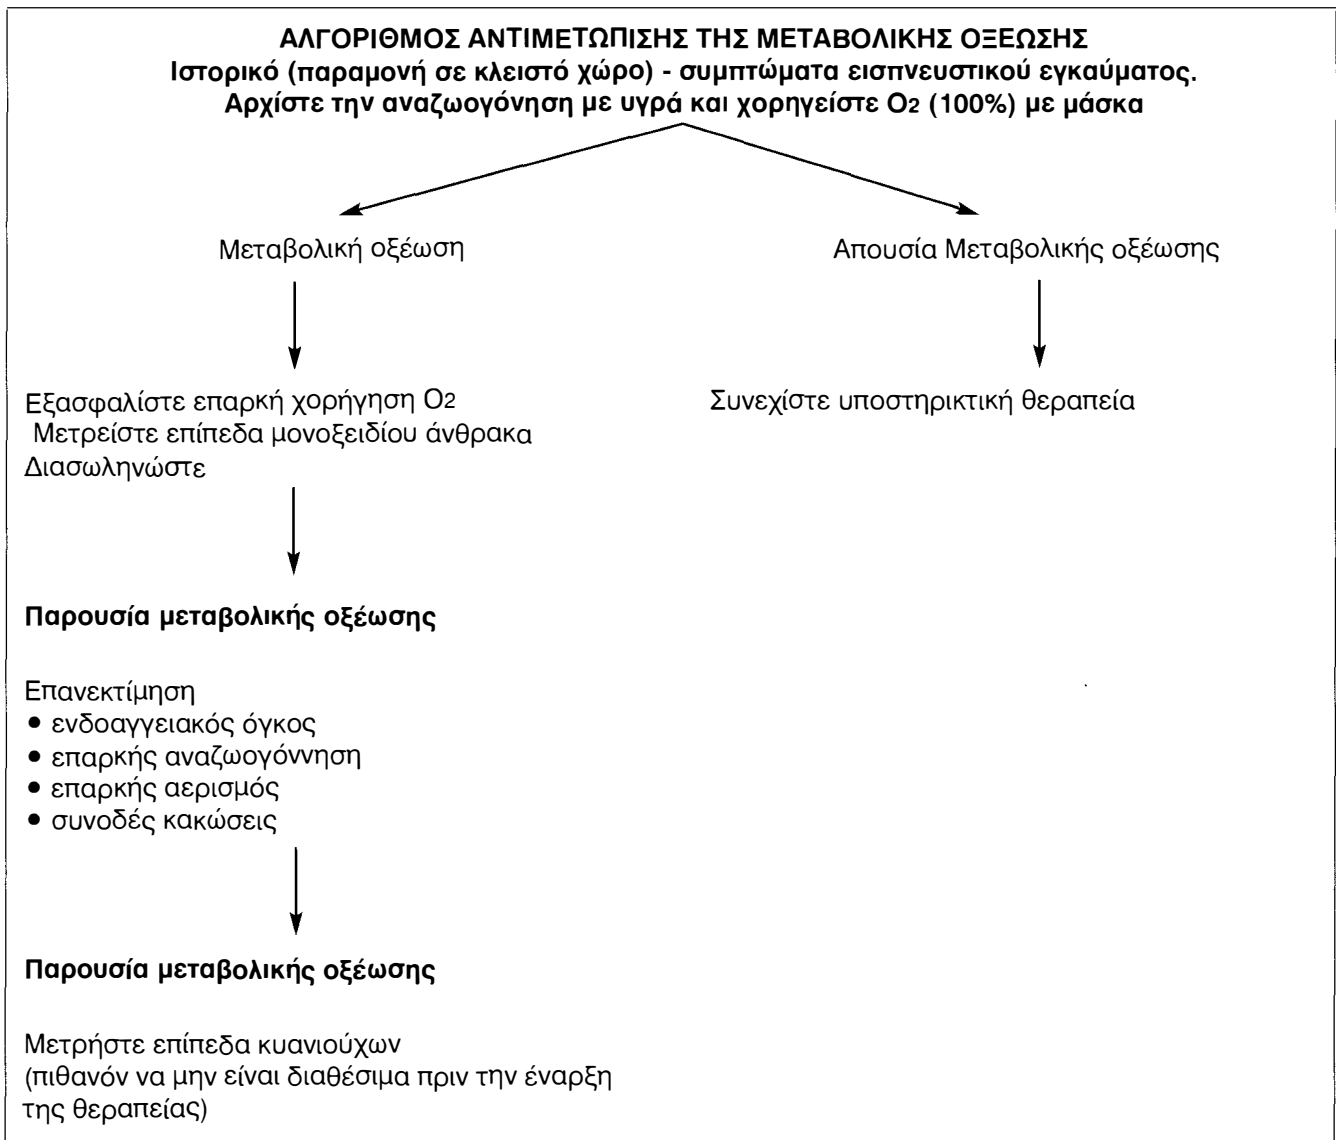 ΑΛΓΟΡΙΘΜΟΣ ΑΝΤΙΜΕΤΩΠΙΣΗΣ ΤΗΣ ΜΕΤΑΒΟΛΙΚΗΣ ΟΞΕΩΣΗΣ
Ιστορικό (παραμονή σε κλειστό χώρο) - συμπτώματα εισπνευστικού εγκαύματος.
Αρχίστε την αναζωογόνηση με υγρά και χορηγείστε Ο2 (100%) με μάσκα
Μεταβολική οξέωση
Απουσία Μεταβολικής οξέωσης
Εξασφαλίστε επαρκή χορήγηση Ο2
Μετρείστε επίπεδα μονοξειδίου άνθρακα
Διασωληνώστε
Συνεχίστε υποστηρικτική θεραπεία
Παρουσία μεταβολικής οξέωσης
Επανεκτίμηση
• ενδοαγγειακός όγκος
• επαρκής αναζωογόννηση
• επαρκής αερισμός
• συνοδές κακώσεις
Παρουσία μεταβολικής οξέωσης
Μετρήστε επίπεδα κυανιούχων
(πιθανόν να μην είναι διαθέσιμα πριν την έναρξη
της θεραπείας)